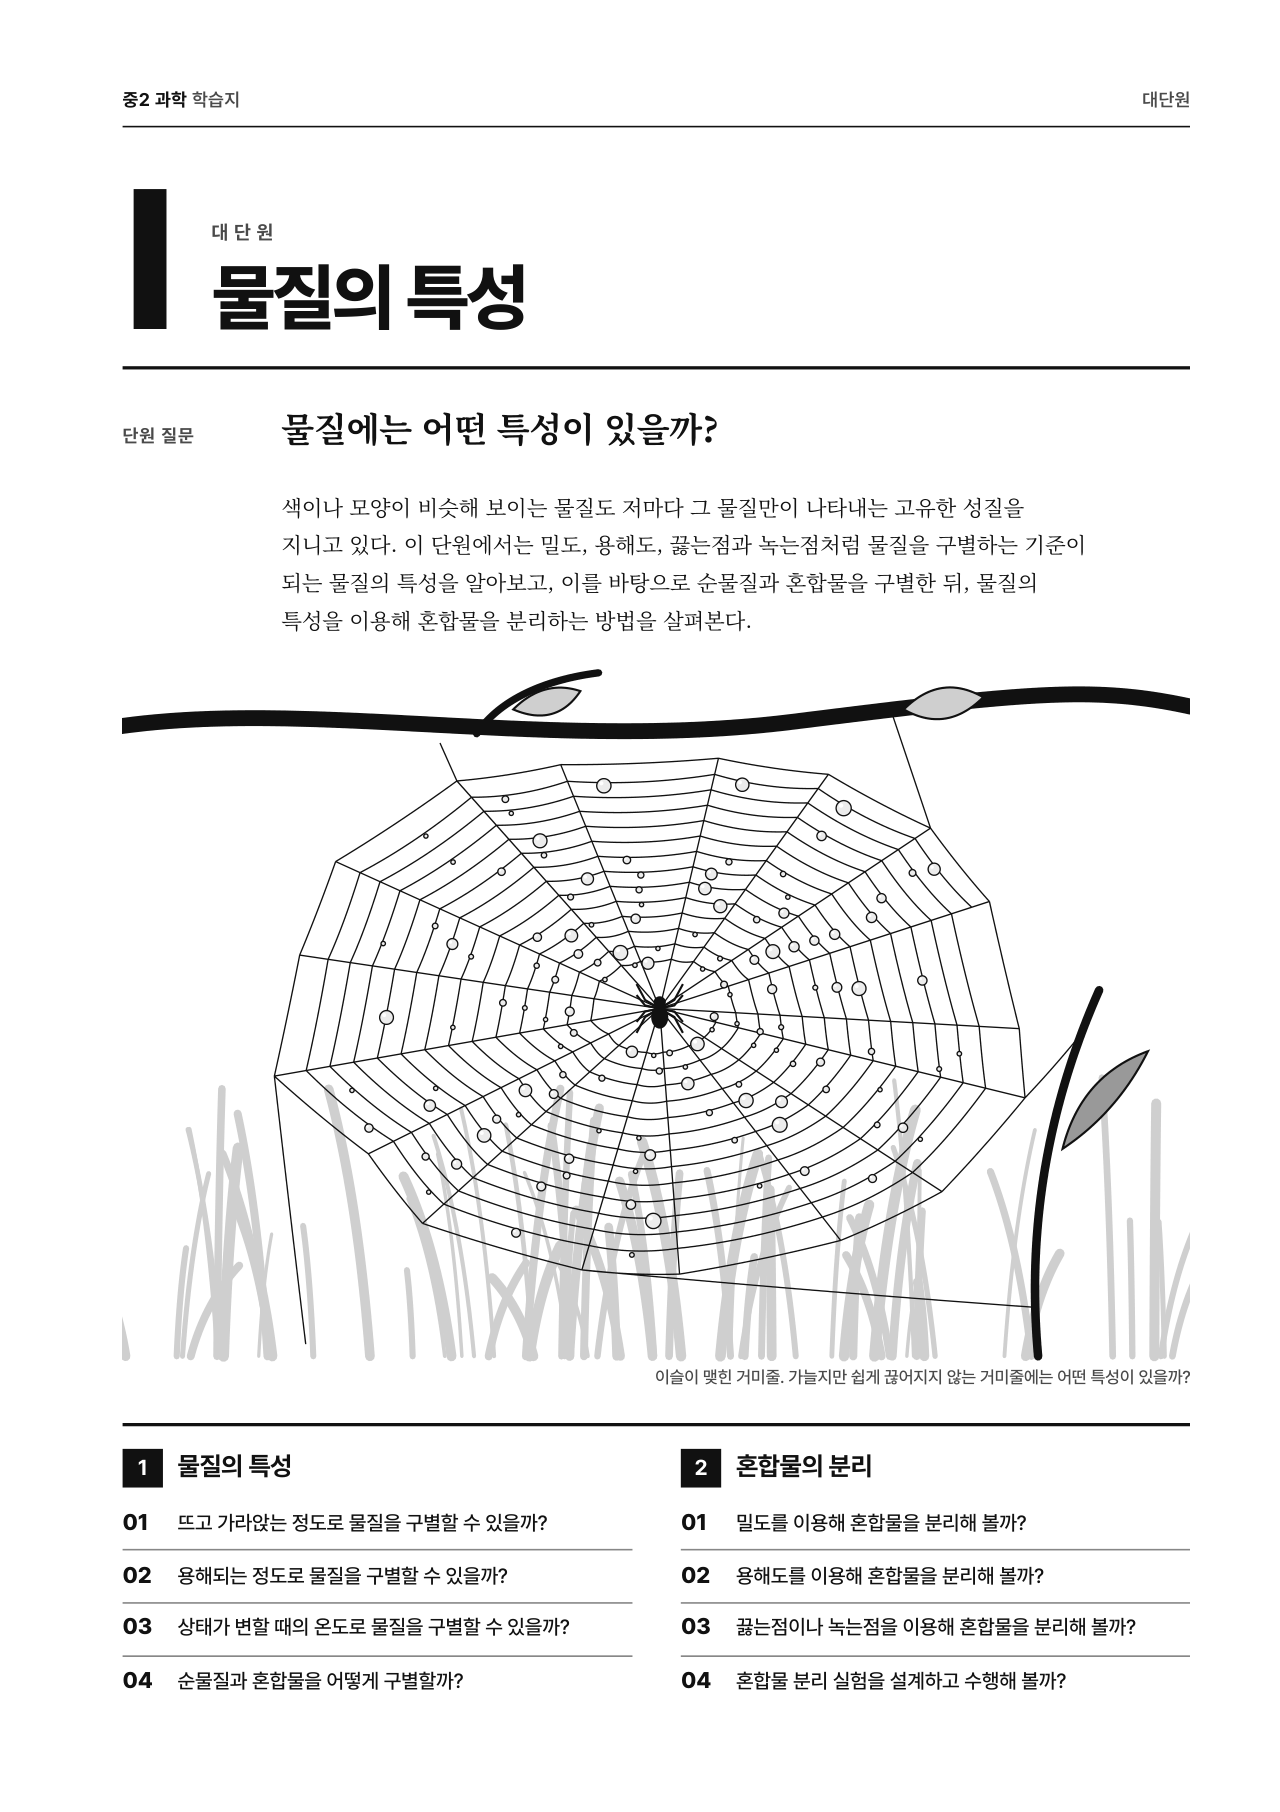 중2 과학 학습지
대단원
I
대단원
물질의 특성
단원 질문
물질에는 어떤 특성이 있을까?
색이나 모양이 비슷해 보이는 물질도 저마다 그 물질만이 나타내는 고유한 성질을
지니고 있다. 이 단원에서는 밀도, 용해도, 끓는점과 녹는점처럼 물질을 구별하는 기준이
되는 물질의 특성을 알아보고, 이를 바탕으로 순물질과 혼합물을 구별한 뒤, 물질의
특성을 이용해 혼합물을 분리하는 방법을 살펴본다.
이슬이 맺힌 거미줄. 가늘지만 쉽게 끊어지지 않는 거미줄에는 어떤 특성이 있을까?
1 물질의 특성
01 뜨고 가라앉는 정도로 물질을 구별할 수 있을까?
02 용해되는 정도로 물질을 구별할 수 있을까?
03 상태가 변할 때의 온도로 물질을 구별할 수 있을까?
04 순물질과 혼합물을 어떻게 구별할까?
2 혼합물의 분리
01 밀도를 이용해 혼합물을 분리해 볼까?
02 용해도를 이용해 혼합물을 분리해 볼까?
03 끓는점이나 녹는점을 이용해 혼합물을 분리해 볼까?
04 혼합물 분리 실험을 설계하고 수행해 볼까?